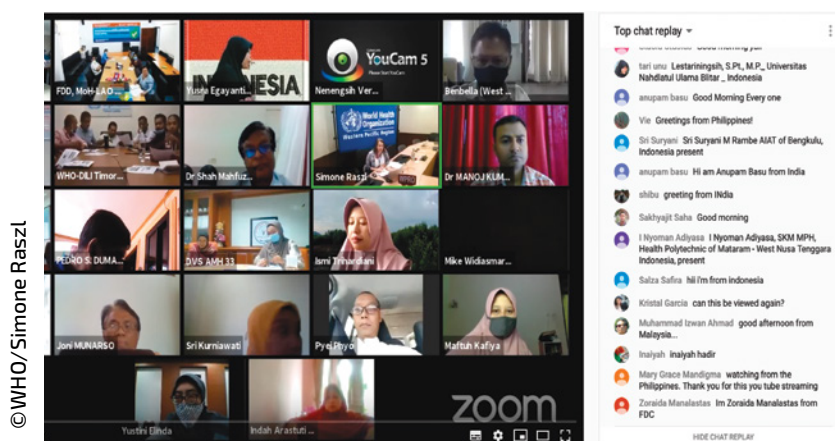 ©WHO/Simone Raszl
YouCam 5
FDD, MoH-LAO...
Yusra Egayanti...
Nenengsih Ver...
Benbella (West ...
World Health
Organization
Western Pacific Region
WHO-DILI Timor...
Dr Shah Mahfuz...
Simone Raszl
Dr MANOJ KUM...
PEDRO S. DUMA...
DVS AMH 33
Ismi Trihardiani
Mike Widiasmar...
Joni MUNARSO
Sri Kurniawati
Pyei Phyo
Maftuh Kafiya
Yustini Elinda
Indah Arastuti ...
zoom
Top chat replay
tari unu Lestariningsih, S.Pt., M.P., Universitas
Nahdiatul Ulama Blitar _ Indonesia
anupam basu Good Morning Every one
Vie Greetings from Philippines!
Sri Suryani Sri Suryani M Rambe AIAT of Bengkulu,
Indonesia present
anupam basu Hi am Anupam Basu from India
shibu greeting from INdia
Sakhyajit Saha Good morning
I Nyoman Adiyasa I Nyoman Adiyasa, SKM MPH,
Health Polytechnic of Mataram - West Nusa Tenggara
Indonesia, present
Salza Safira hii i'm from indonesia
Kristal Garcia can this be viewed again?
Muhammad Izwan Ahmad good afternoon from
Malaysia...
Inaiyah inaiyah hadir
Mary Grace Mandigma watching from the
Philippines. Thank you for this you tube streaming
Zoraida Manalastas Im Zoraida Manalastas from
FDC
HIDE CHAT REPLAY